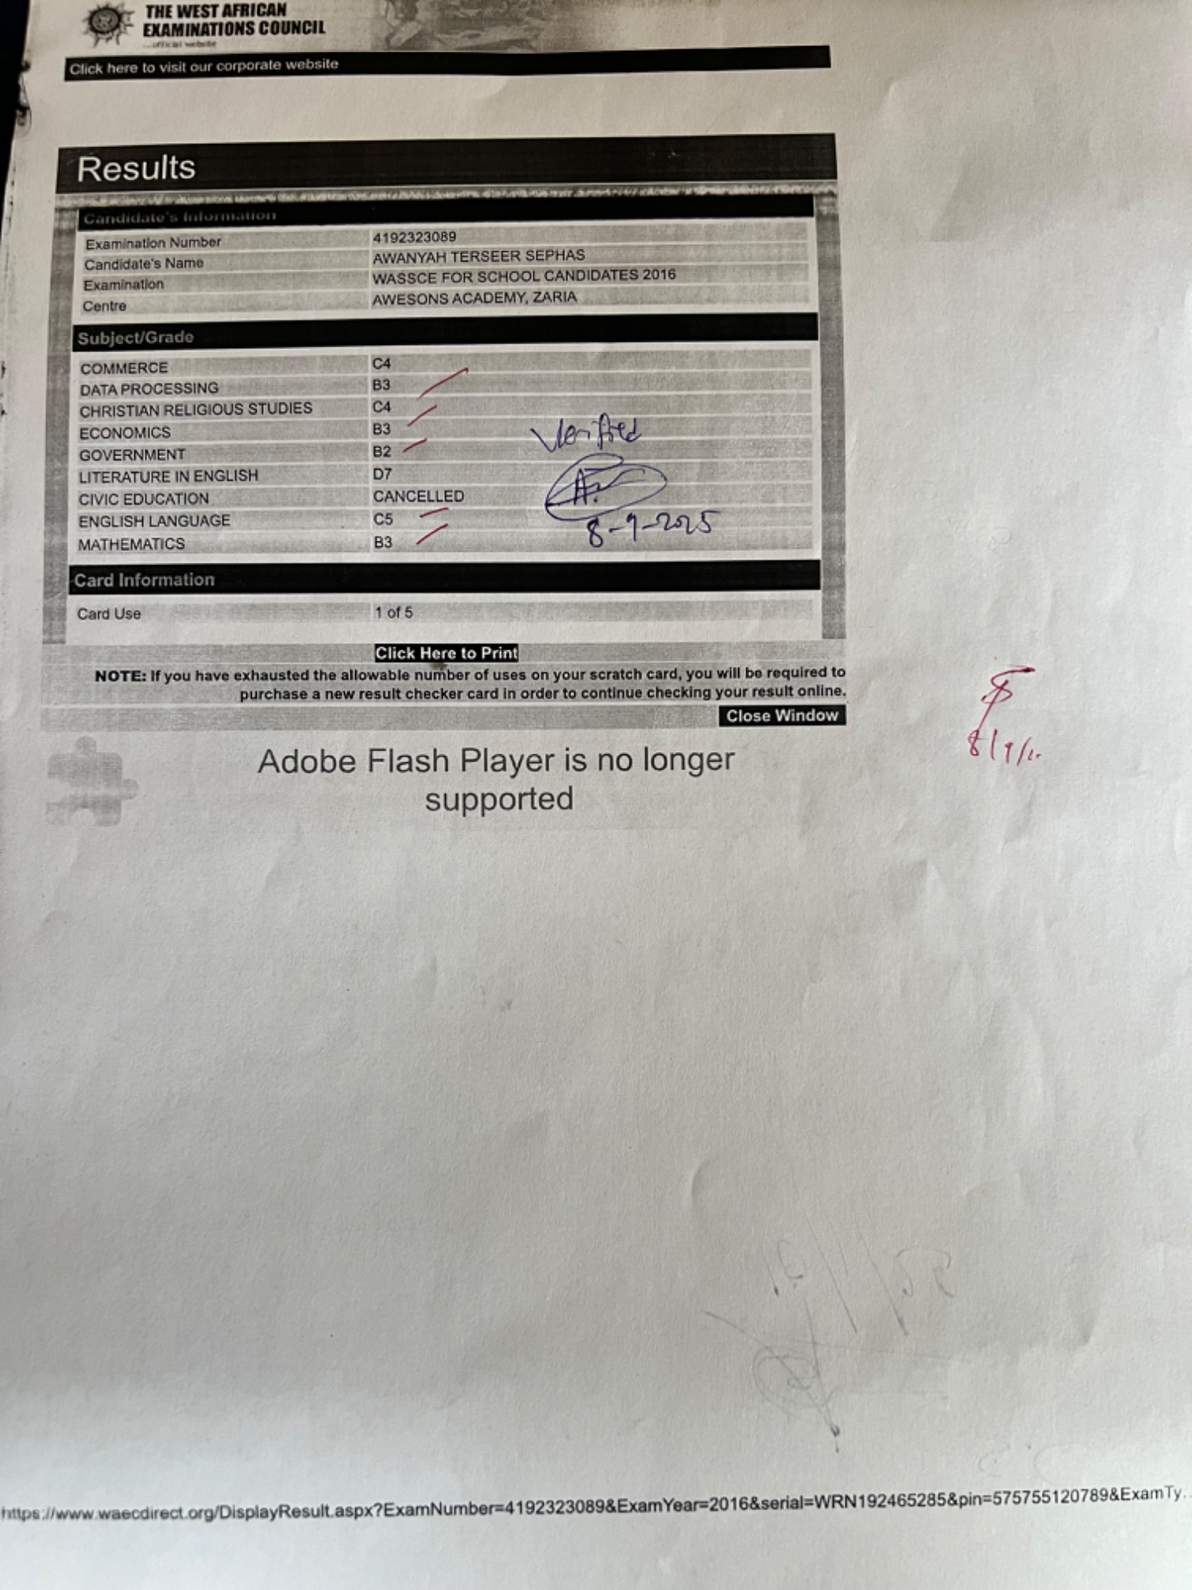 THE WEST AFRICAN
EXAMINATIONS COUNCIL
...official website
Click here to visit our corporate website
Results
Candidate's Information
Examination Number 4192323089
Candidate's Name AWANYAH TERSEER SEPHAS
Examination WASSCE FOR SCHOOL CANDIDATES 2016
Centre AWESONS ACADEMY, ZARIA
Subject/Grade
COMMERCE C4
DATA PROCESSING B3
CHRISTIAN RELIGIOUS STUDIES C4
ECONOMICS B3
GOVERNMENT B2
LITERATURE IN ENGLISH D7
CIVIC EDUCATION CANCELLED
ENGLISH LANGUAGE C5
MATHEMATICS B3
Verified
8-9-2025
Card Information
Card Use 1 of 5
Click Here to Print
NOTE: If you have exhausted the allowable number of uses on your scratch card, you will be required to
purchase a new result checker card in order to continue checking your result online.
Close Window
Adobe Flash Player is no longer
supported
https://www.waecdirect.org/DisplayResult.aspx?ExamNumber=4192323089&ExamYear=2016&serial=WRN192465285&pin=575755120789&ExamTy...